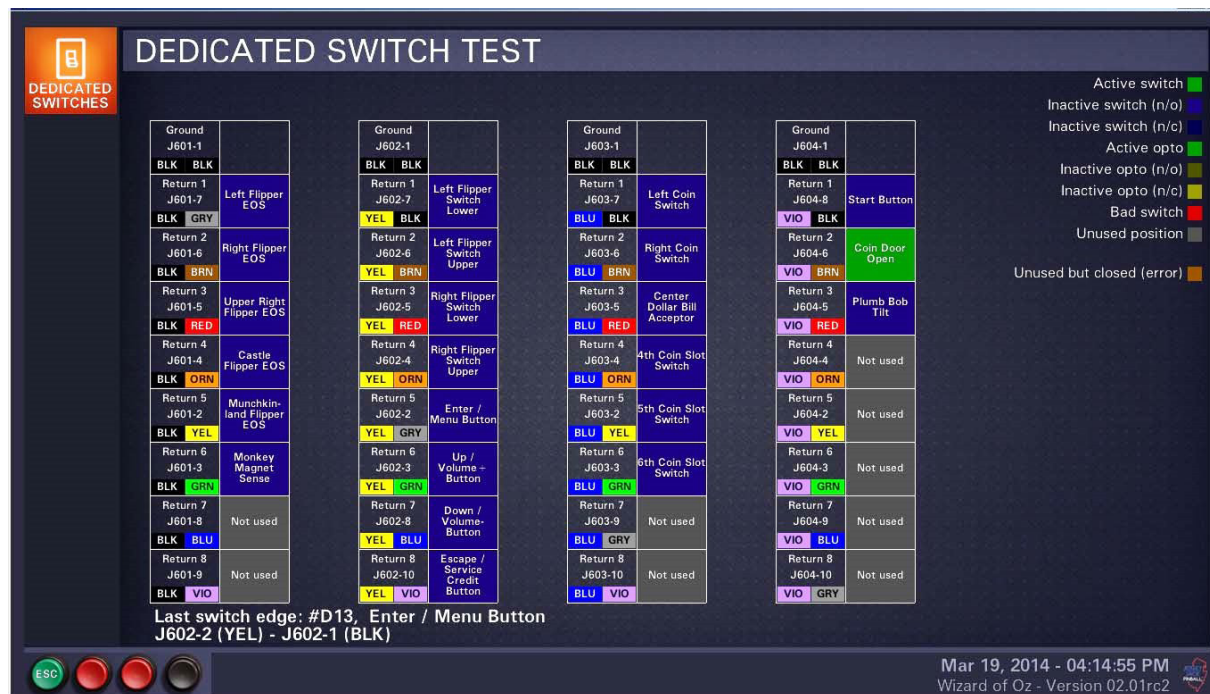 DEDICATED SWITCH TEST
DEDICATED
SWITCHES
Active switch
Inactive switch (n/o)
Inactive switch (n/c)
Active opto
Inactive opto (n/o)
Inactive opto (n/c)
Bad switch
Unused position
Unused but closed (error)
Ground
J601-1
BLK BLK
Return 1
J601-7
BLK GRY
Left Flipper
EOS
Return 2
J601-6
BLK BRN
Right Flipper
EOS
Return 3
J601-5
BLK RED
Upper Right
Flipper EOS
Return 4
J601-4
BLK ORN
Castle
Flipper EOS
Return 5
J601-2
BLK YEL
Munchkin-
land Flipper
EOS
Return 6
J601-3
BLK GRN
Monkey
Magnet
Sense
Return 7
J601-8
BLK BLU
Not used
Return 8
J601-9
BLK VIO
Not used
Ground
J602-1
BLK BLK
Return 1
J602-7
YEL BLK
Left Flipper
Switch
Lower
Return 2
J602-6
YEL BRN
Left Flipper
Switch
Upper
Return 3
J602-5
YEL RED
Right Flipper
Switch
Lower
Return 4
J602-4
YEL ORN
Right Flipper
Switch
Upper
Return 5
J602-2
YEL GRY
Enter /
Menu Button
Return 6
J602-3
YEL GRN
Up /
Volume+
Button
Return 7
J602-8
YEL BLU
Down /
Volume-
Button
Return 8
J602-10
YEL VIO
Escape /
Service
Credit
Button
Ground
J603-1
BLK BLK
Return 1
J603-7
BLU BLK
Left Coin
Switch
Return 2
J603-6
BLU BRN
Right Coin
Switch
Return 3
J603-5
BLU RED
Center
Dollar Bill
Acceptor
Return 4
J603-4
BLU ORN
4th Coin Slot
Switch
Return 5
J603-2
BLU YEL
5th Coin Slot
Switch
Return 6
J603-3
BLU GRN
6th Coin Slot
Switch
Return 7
J603-9
BLU GRY
Not used
Return 8
J603-10
BLU VIO
Not used
Ground
J604-1
BLK BLK
Return 1
J604-8
VIO BLK
Start Button
Return 2
J604-6
VIO BRN
Coin Door
Open
Return 3
J604-5
VIO RED
Plumb Bob
Tilt
Return 4
J604-4
VIO ORN
Not used
Return 5
J604-2
VIO YEL
Not used
Return 6
J604-3
VIO GRN
Not used
Return 7
J604-9
VIO BLU
Not used
Return 8
J604-10
VIO GRY
Not used
Last switch edge: #D13, Enter / Menu Button
J602-2 (YEL) - J602-1 (BLK)
ESC
Mar 19, 2014 - 04:14:55 PM
Wizard of Oz - Version 02.01rc2